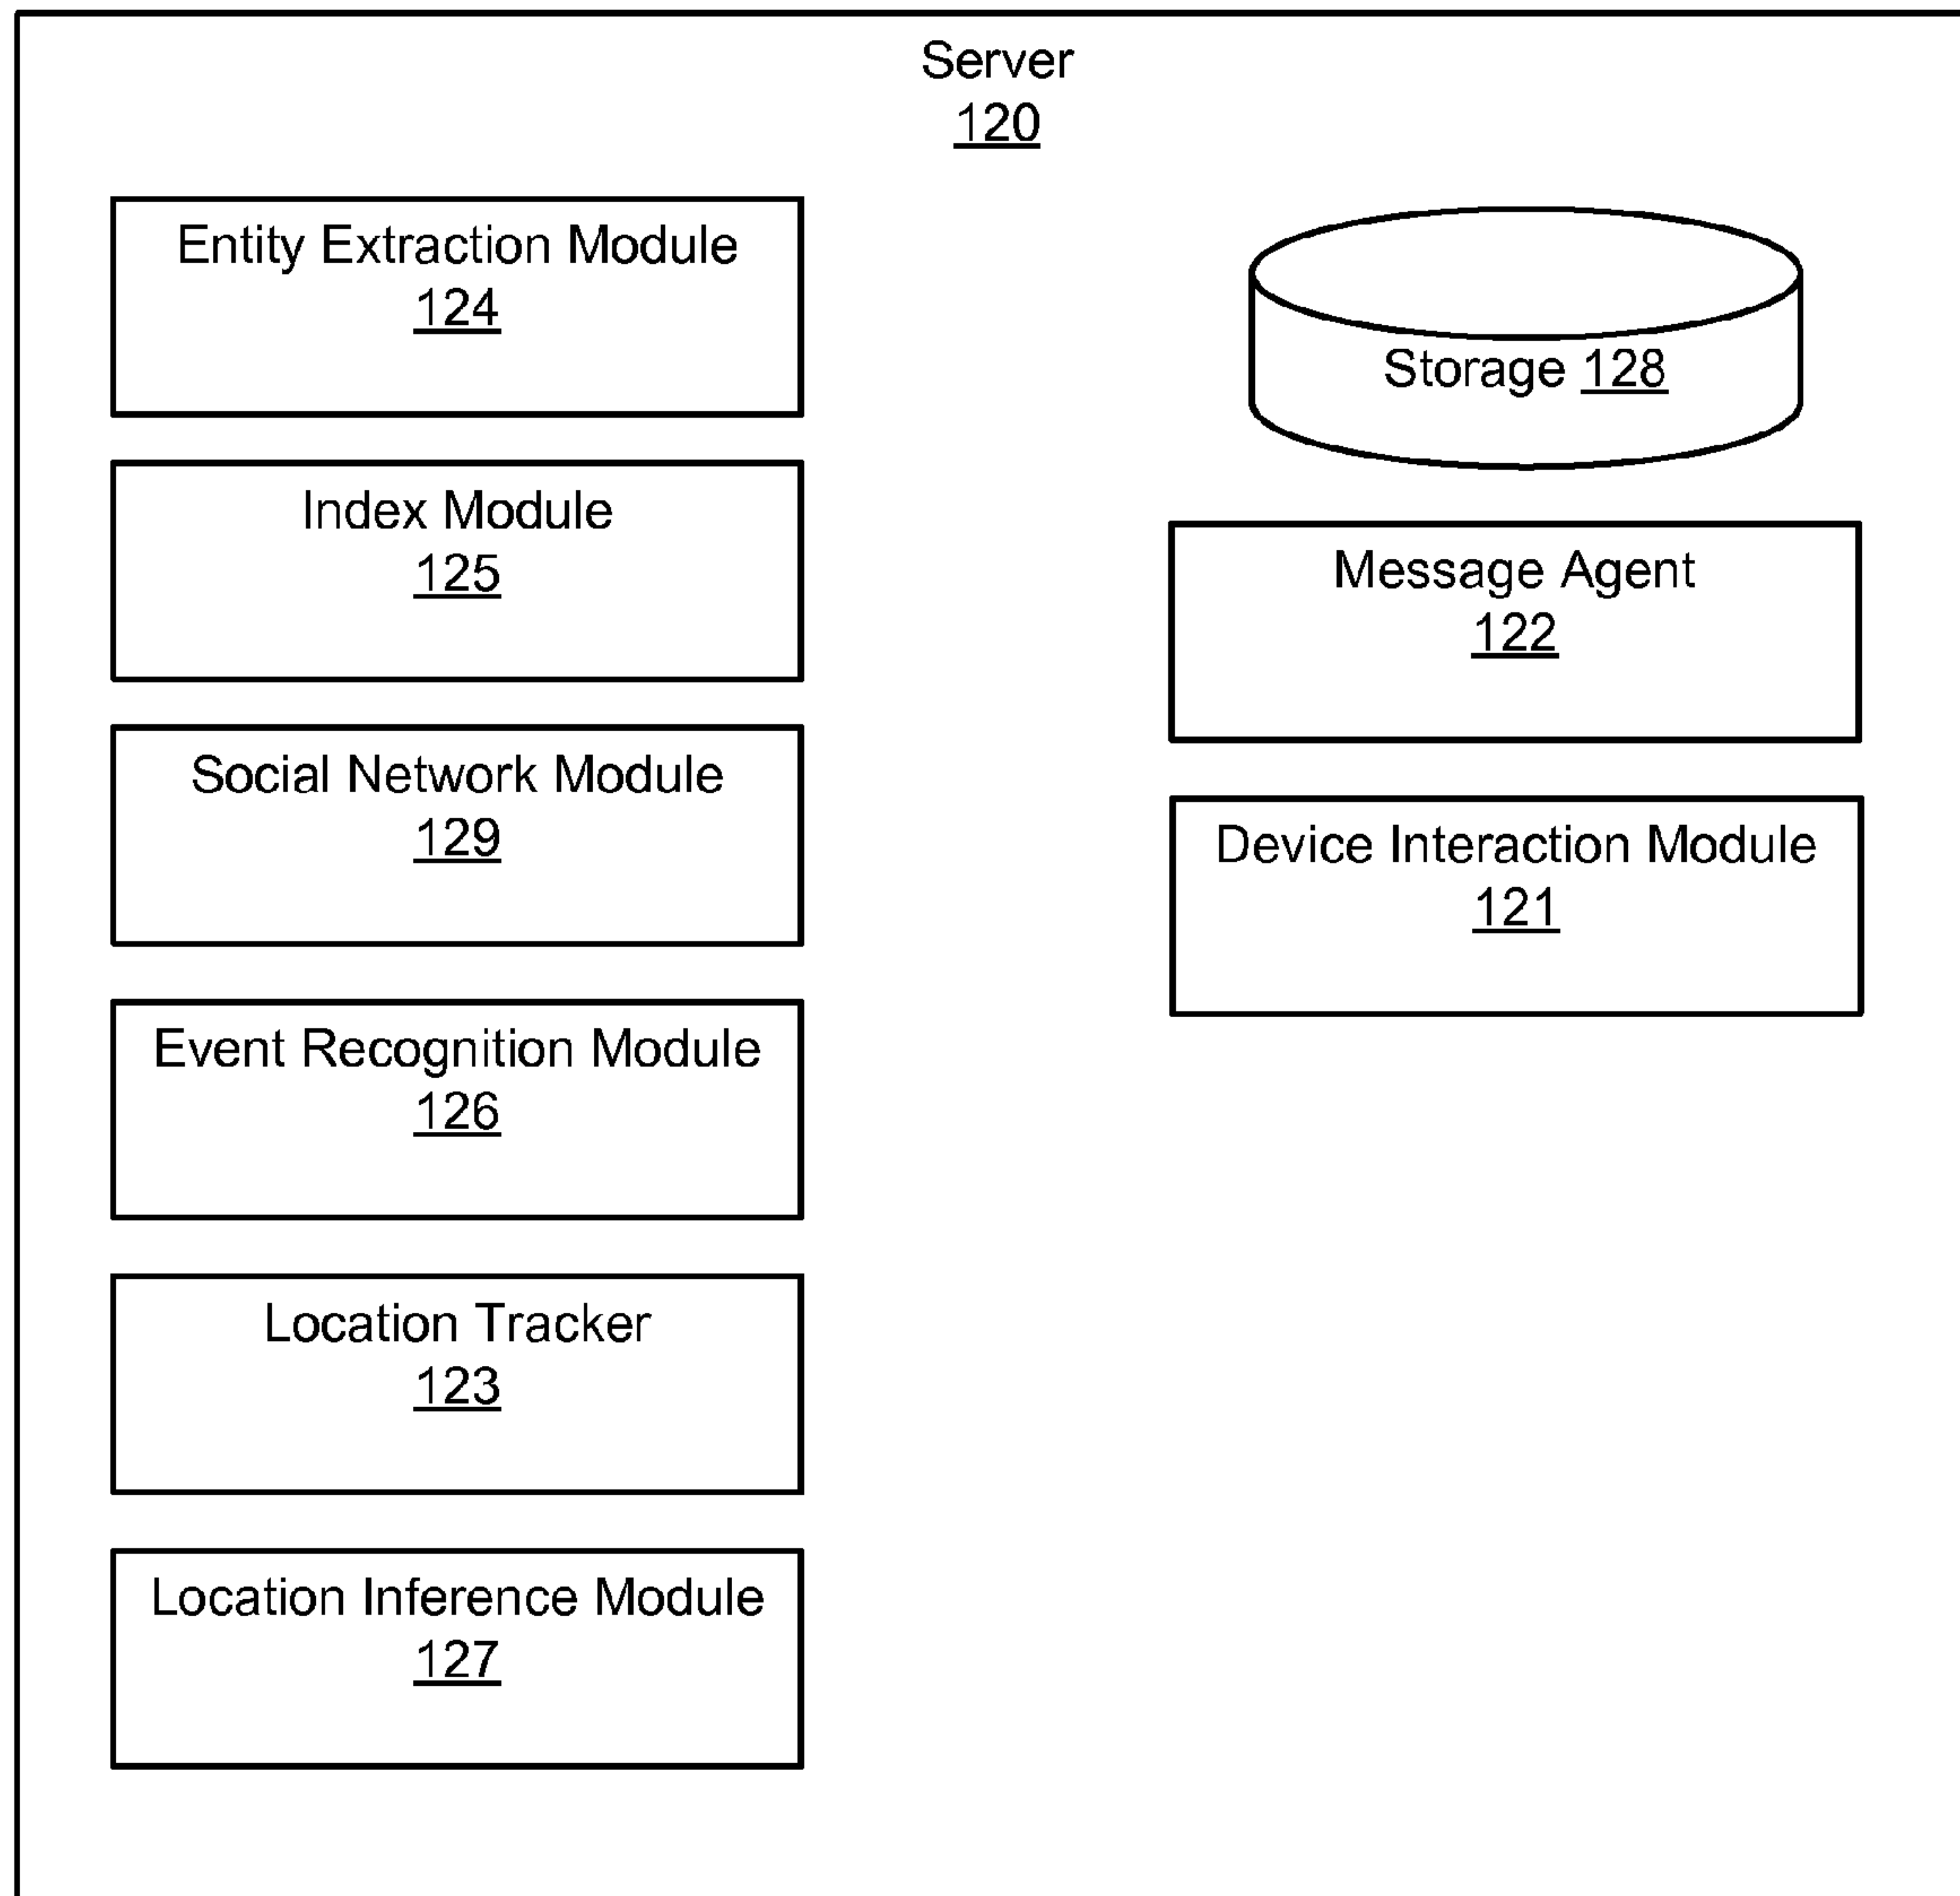 Server
120
Entity Extraction Module
124
Index Module
125
Social Network Module
129
Event Recognition Module
126
Location Tracker
123
Location Inference Module
127
Storage 128
Message Agent
122
Device Interaction Module
121